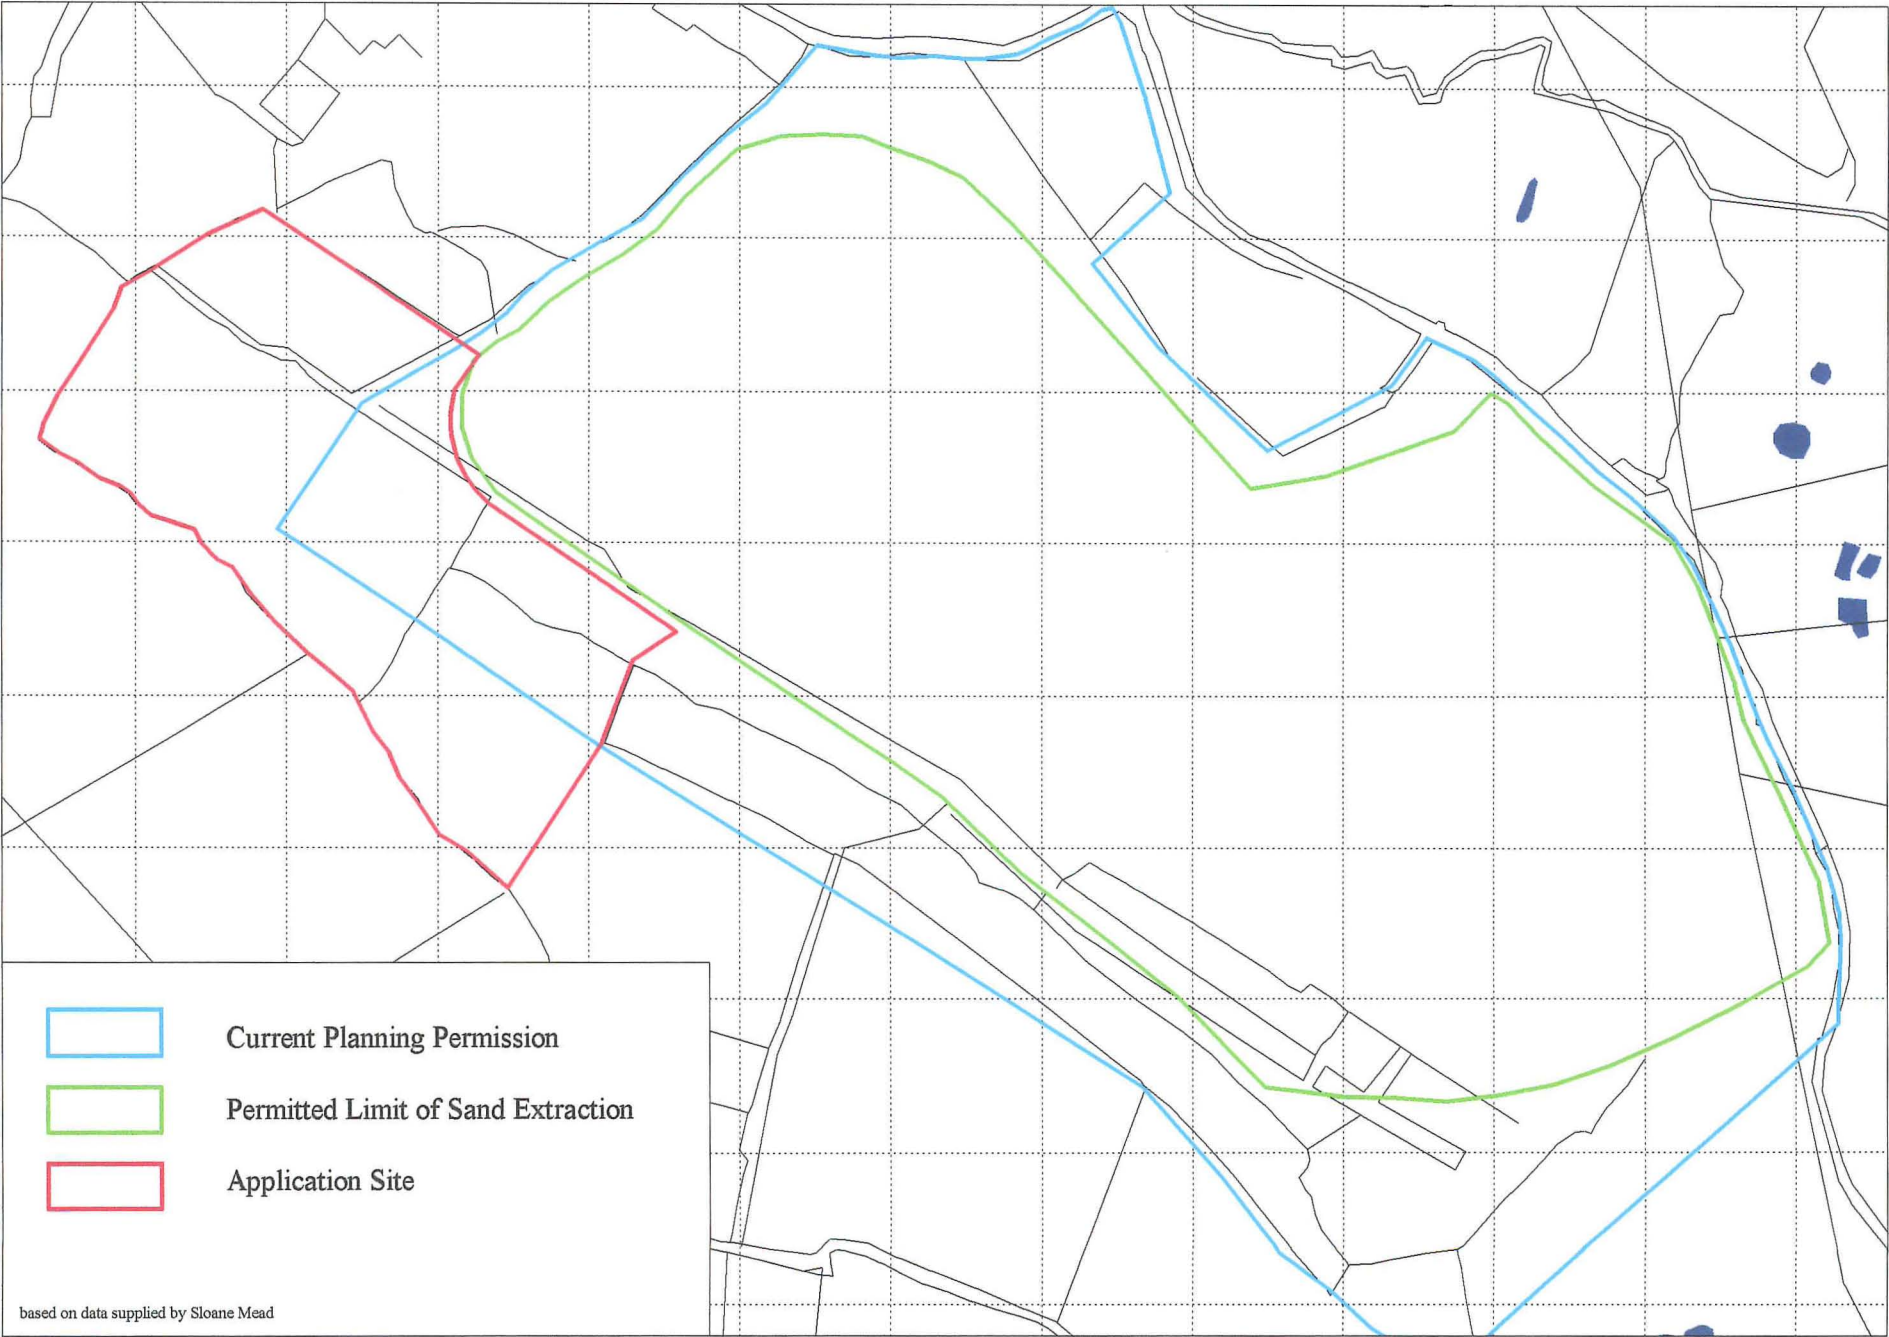 Current Planning Permission
Permitted Limit of Sand Extraction
Application Site
based on data supplied by Sloane Mead